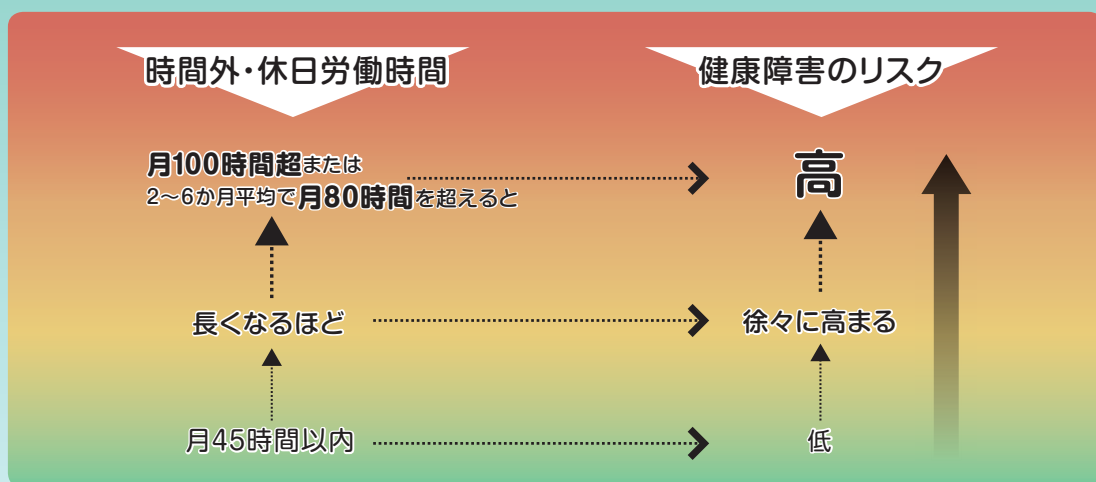 時間外・休日労働時間
健康障害のリスク
月100時間超または
2〜6か月平均で月80時間を超えると
高
長くなるほど
徐々に高まる
月45時間以内
低